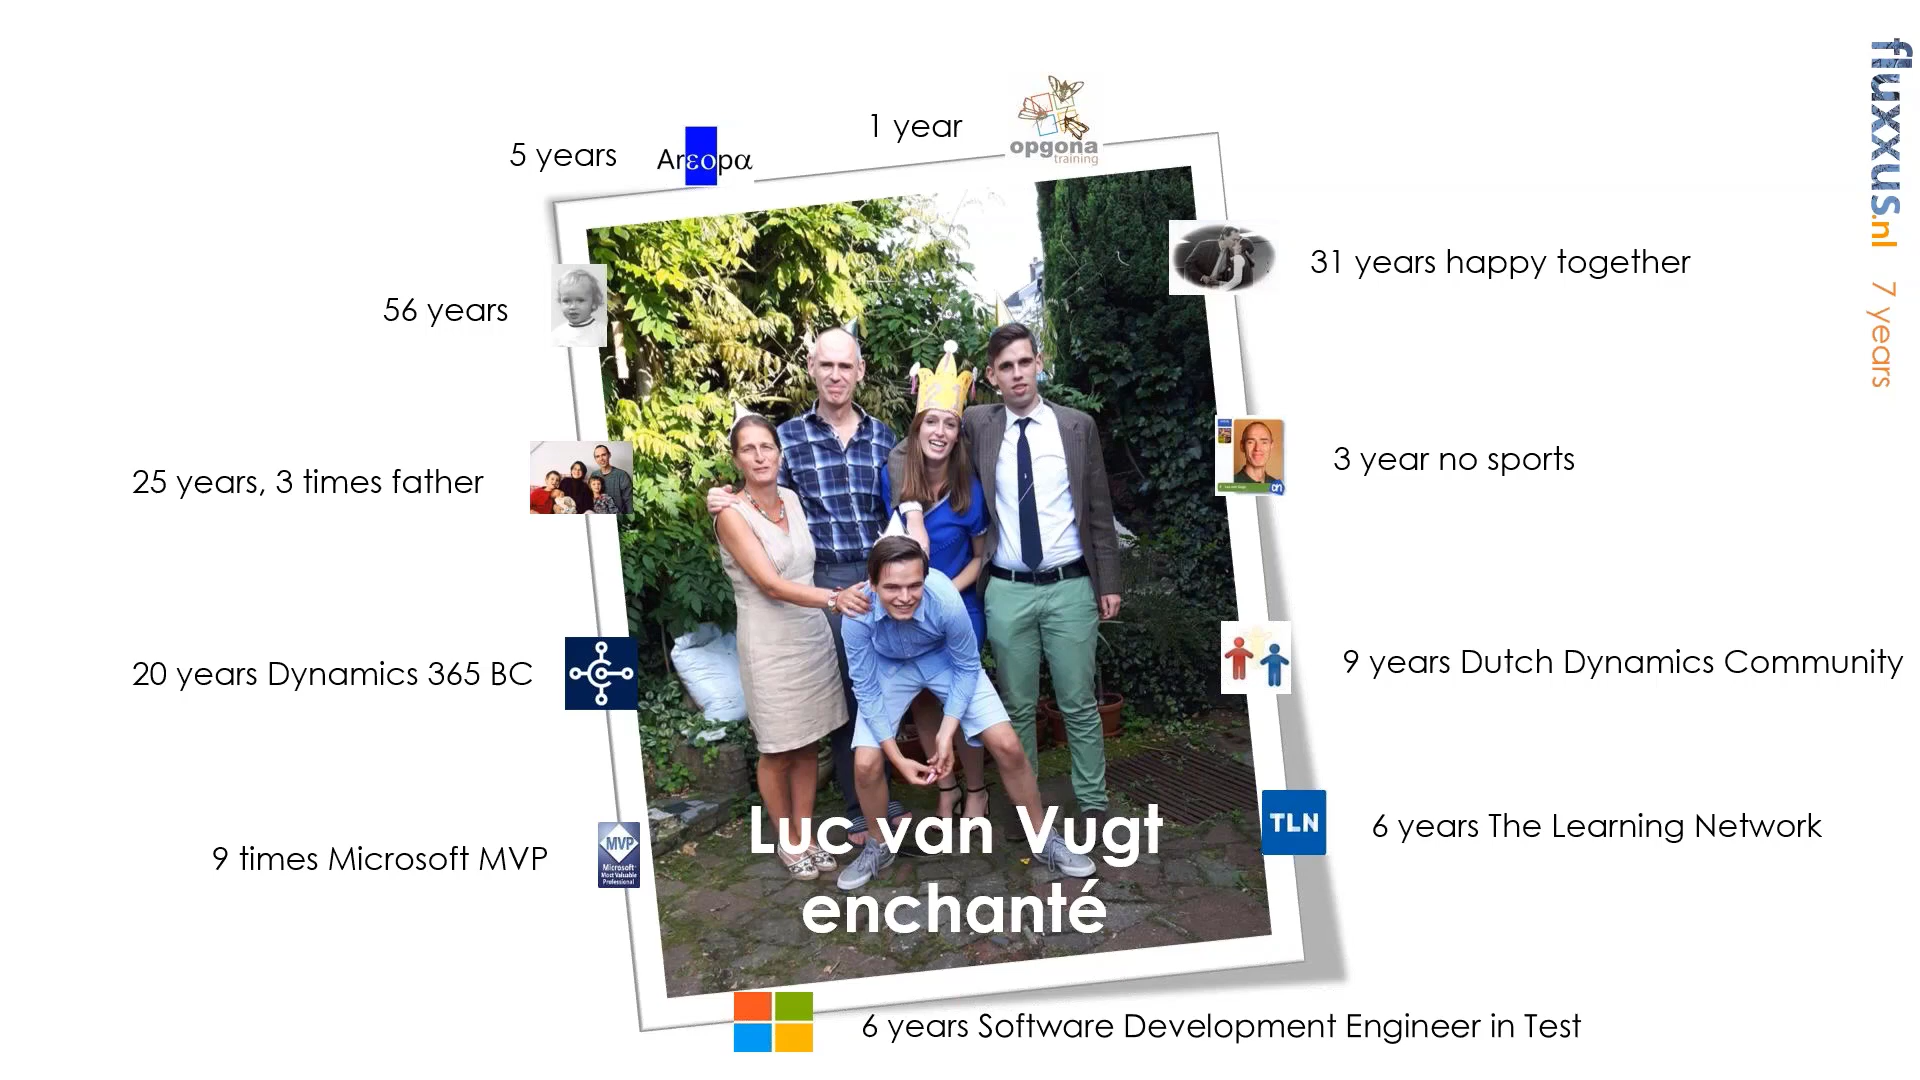 1 year
opgona
training
5 years
Arεopα
56 years
31 years happy together
25 years, 3 times father
3 year no sports
20 years Dynamics 365 BC
9 years Dutch Dynamics Community
9 times Microsoft MVP
MVP
Microsoft
Most Valuable
Professional
TLN
6 years The Learning Network
Luc van Vugt
enchanté
6 years Software Development Engineer in Test
fluxxus.nl 7 years